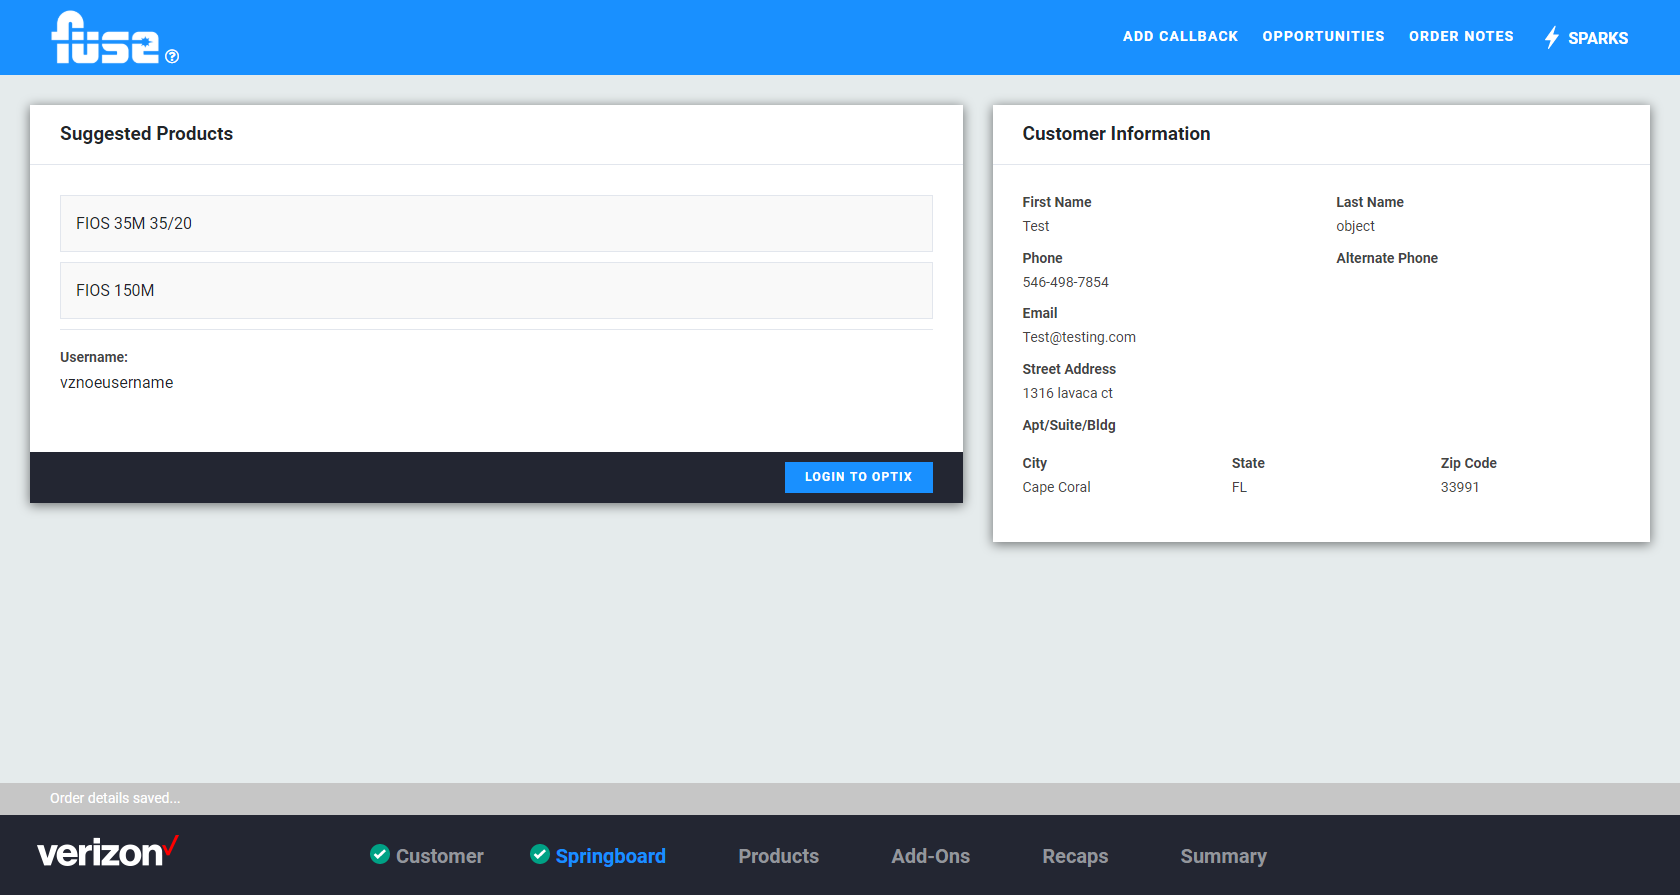 fuse ?
ADD CALLBACK OPPORTUNITIES ORDER NOTES SPARKS
Suggested Products
FIOS 35M 35/20
FIOS 150M
Username:
vznoeusername
LOGIN TO OPTIX
Customer Information
First Name Last Name
Test object
Phone Alternate Phone
546-498-7854
Email
Test@testing.com
Street Address
1316 lavaca ct
Apt/Suite/Bldg
City State Zip Code
Cape Coral FL 33991
Order details saved...
verizon
Customer Springboard Products Add-Ons Recaps Summary